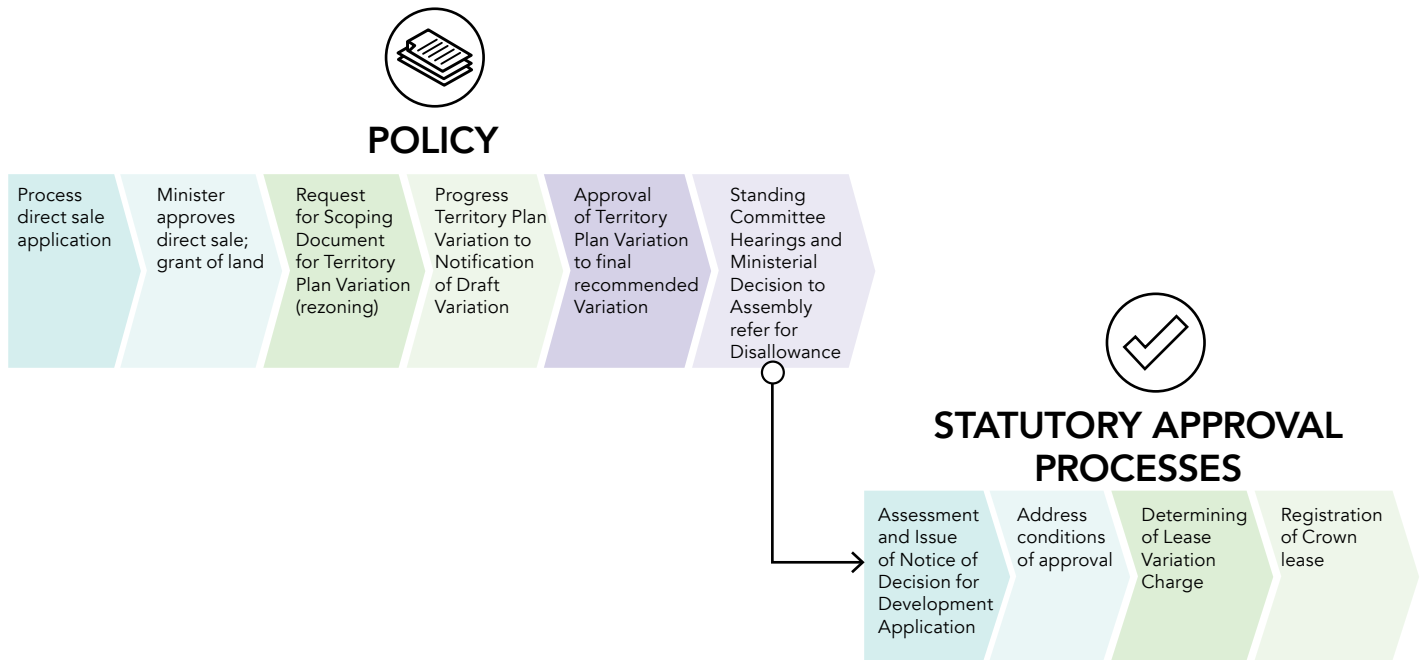 POLICY
Process
direct sale
application
Minister
approves
direct sale;
grant of land
Request
for Scoping
Document
for Territory
Plan Variation
(rezoning)
Progress
Territory Plan
Variation to
Notification
of Draft
Variation
Approval
of Territory
Plan Variation
to final
recommended
Variation
Standing
Committee
Hearings and
Ministerial
Decision to
Assembly
refer for
Disallowance
STATUTORY APPROVAL
PROCESSES
Assessment
and Issue
of Notice of
Decision for
Development
Application
Address
conditions
of approval
Determining
of Lease
Variation
Charge
Registration
of Crown
lease